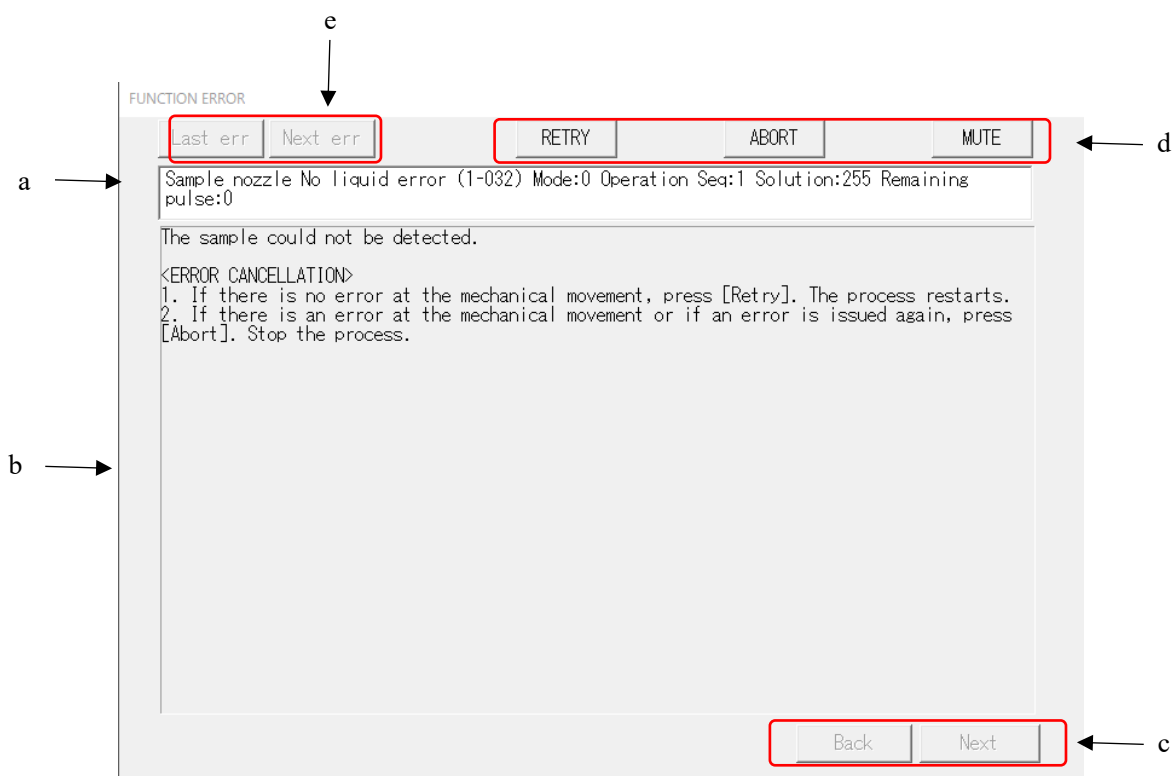 e
FUNCTION ERROR
Last err Next err RETRY ABORT MUTE
d
a
Sample nozzle No liquid error (1-032) Mode:0 Operation Seq:1 Solution:255 Remaining
pulse:0
The sample could not be detected.
<ERROR CANCELLATION>
1. If there is no error at the mechanical movement, press [Retry]. The process restarts.
2. If there is an error at the mechanical movement or if an error is issued again, press
[Abort]. Stop the process.
b
Back Next
c